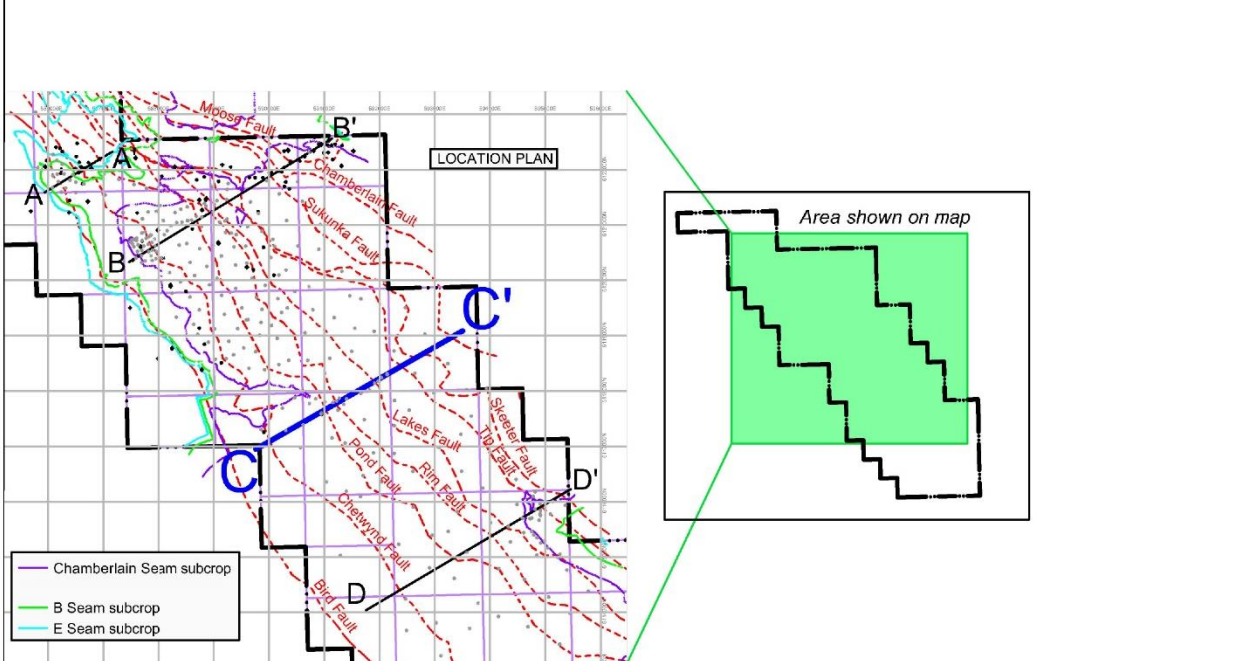 Moose Fault
B'
LOCATION PLAN
A'
A
Chamberlain Fault
Sukunka Fault
B
C'
Area shown on map
Lakes Fault
Skeeter Fault
Tip Fault
Pond Fault
Rim Fault
C
D'
Chetwynd Fault
D
Bird Fault
Chamberlain Seam subcrop
B Seam subcrop
E Seam subcrop